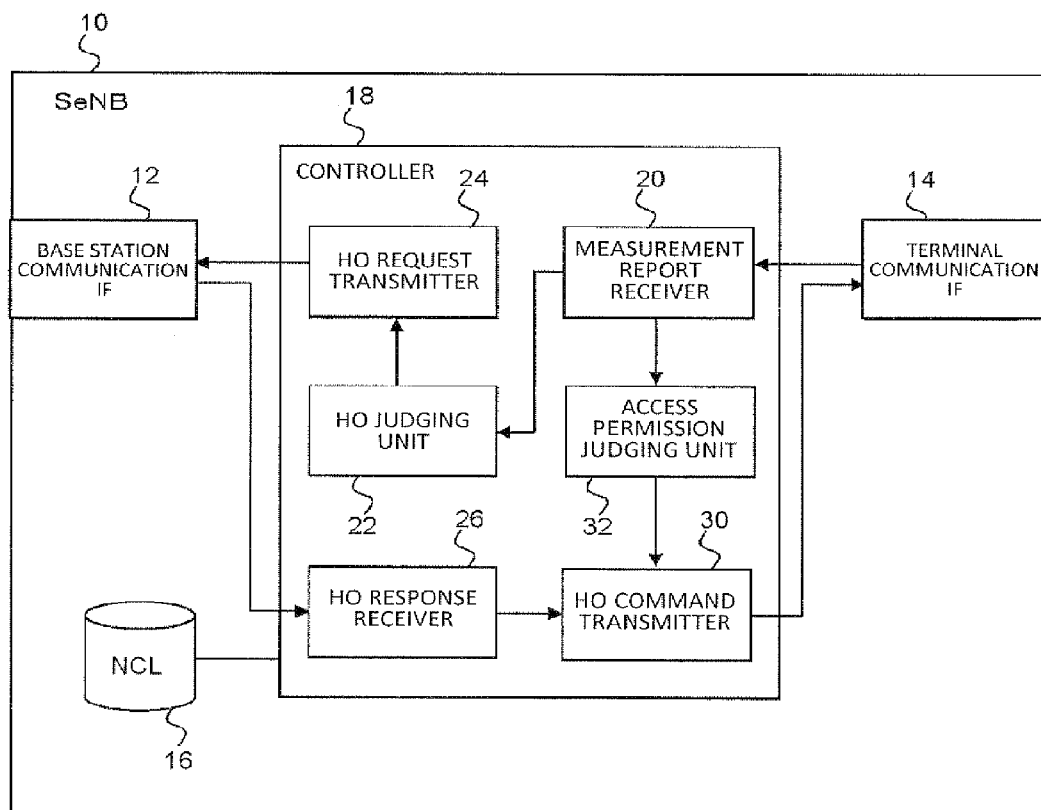 10
SeNB
18
CONTROLLER
12
BASE STATION
COMMUNICATION
IF
24
HO REQUEST
TRANSMITTER
20
MEASUREMENT
REPORT
RECEIVER
14
TERMINAL
COMMUNICATION
IF
HO JUDGING
UNIT
22
ACCESS
PERMISSION
JUDGING UNIT
32
26
HO RESPONSE
RECEIVER
30
HO COMMAND
TRANSMITTER
NCL
16